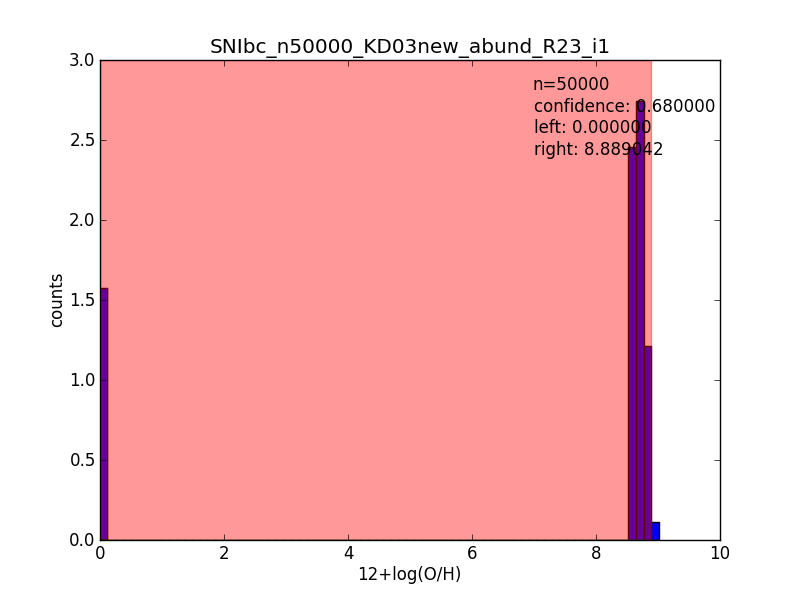 SNIbc_n50000_KD03new_abund_R23_i1
3.0
2.5
2.0
1.5
1.0
0.5
0.0
counts
n=50000
confidence: 0.680000
left: 0.000000
right: 8.889042
0 2 4 6 8 10
12+log(O/H)